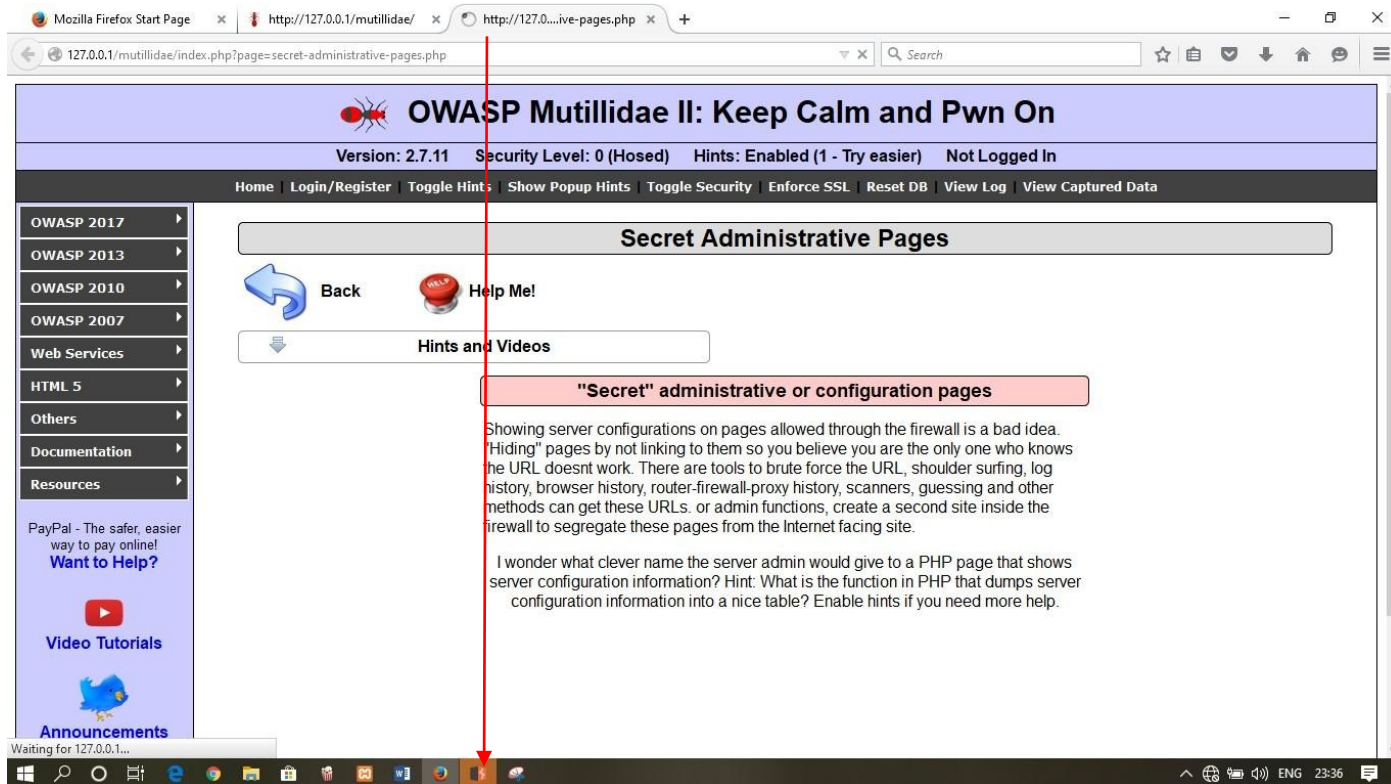 Mozilla Firefox Start Page
http://127.0.0.1/mutillidae/
http://127.0....ive-pages.php
127.0.0.1/mutillidae/index.php?page=secret-administrative-pages.php
Search
OWASP Mutillidae II: Keep Calm and Pwn On
Version: 2.7.11 Security Level: 0 (Hosed) Hints: Enabled (1 - Try easier) Not Logged In
Home | Login/Register | Toggle Hints | Show Popup Hints | Toggle Security | Enforce SSL | Reset DB | View Log | View Captured Data
OWASP 2017
OWASP 2013
OWASP 2010
OWASP 2007
Web Services
HTML 5
Others
Documentation
Resources
PayPal - The safer, easier
way to pay online!
Want to Help?
Video Tutorials
Announcements
Secret Administrative Pages
Back
HELP
Help Me!
Hints and Videos
"Secret" administrative or configuration pages
Showing server configurations on pages allowed through the firewall is a bad idea.
"Hiding" pages by not linking to them so you believe you are the only one who knows
the URL doesnt work. There are tools to brute force the URL, shoulder surfing, log
history, browser history, router-firewall-proxy history, scanners, guessing and other
methods can get these URLs. or admin functions, create a second site inside the
firewall to segregate these pages from the Internet facing site.
I wonder what clever name the server admin would give to a PHP page that shows
server configuration information? Hint: What is the function in PHP that dumps server
configuration information into a nice table? Enable hints if you need more help.
Waiting for 127.0.0.1...
ENG 23:36